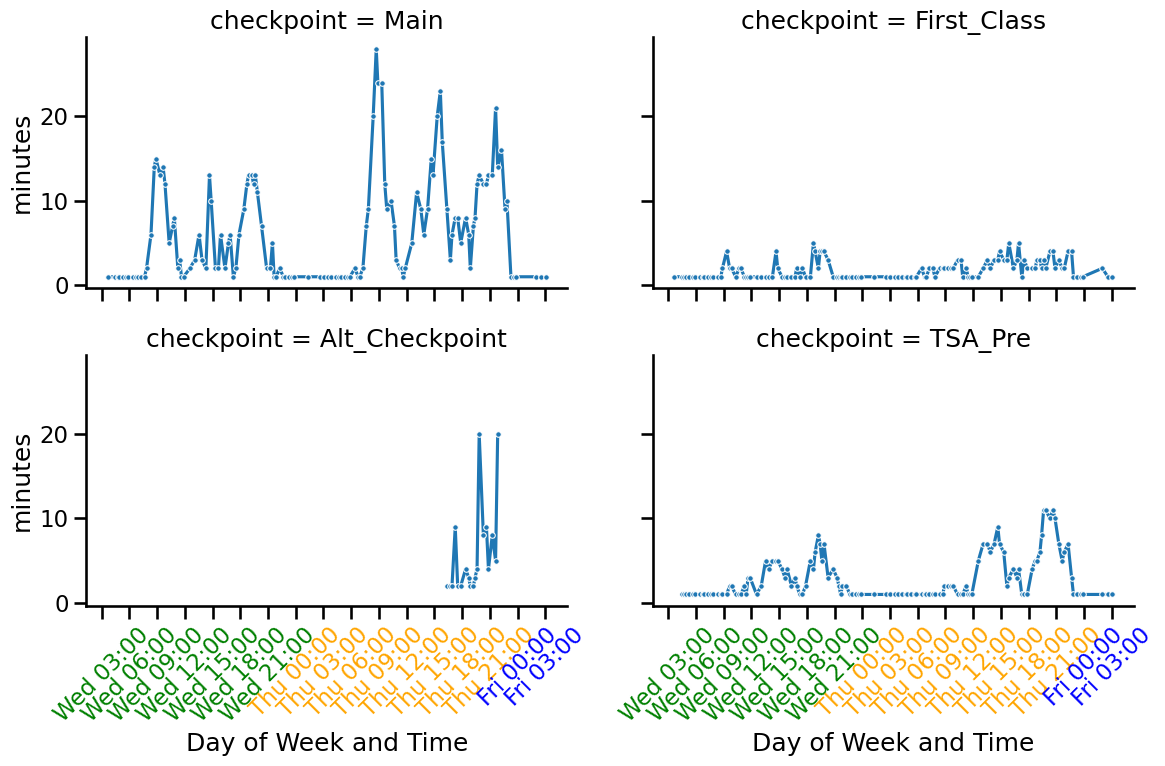 checkpoint = Main
checkpoint = First_Class
minutes
20
10
0
checkpoint = Alt_Checkpoint
checkpoint = TSA_Pre
minutes
20
10
0
Wed 03:00
Wed 06:00
Wed 09:00
Wed 12:00
Wed 15:00
Wed 18:00
Wed 21:00
Thu 00:00
Thu 03:00
Thu 06:00
Thu 09:00
Thu 12:00
Thu 15:00
Thu 18:00
Thu 21:00
Fri 00:00
Fri 03:00
Wed 03:00
Wed 06:00
Wed 09:00
Wed 12:00
Wed 15:00
Wed 18:00
Wed 21:00
Thu 00:00
Thu 03:00
Thu 06:00
Thu 09:00
Thu 12:00
Thu 15:00
Thu 18:00
Thu 21:00
Fri 00:00
Fri 03:00
Day of Week and Time
Day of Week and Time